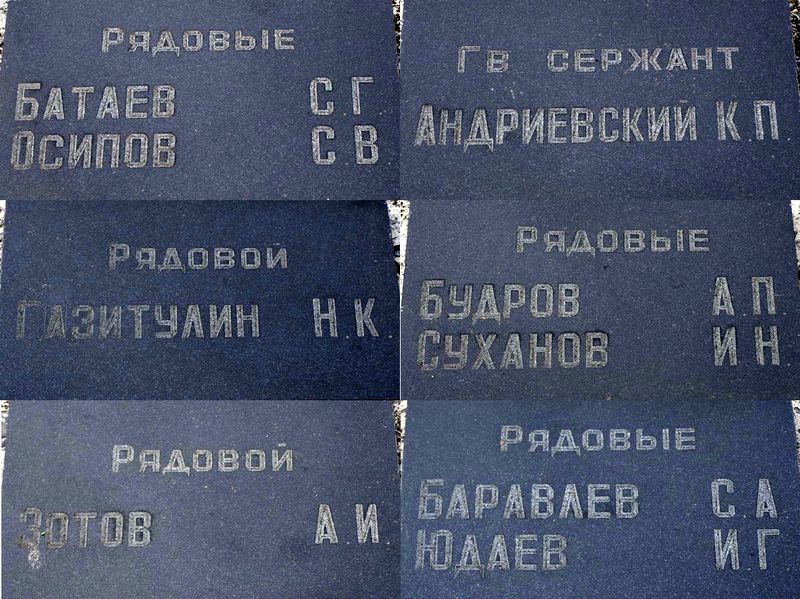 Рядовые
Батаев С Г
Осипов С В
Гв сержант
Андриевский К П
Рядовой
Газитулин Н.К.
Рядовые
Будров А П
Суханов И Н
Рядовой
Зотов А.И
Рядовые
Баравлев С.А
Юдаев И.Г